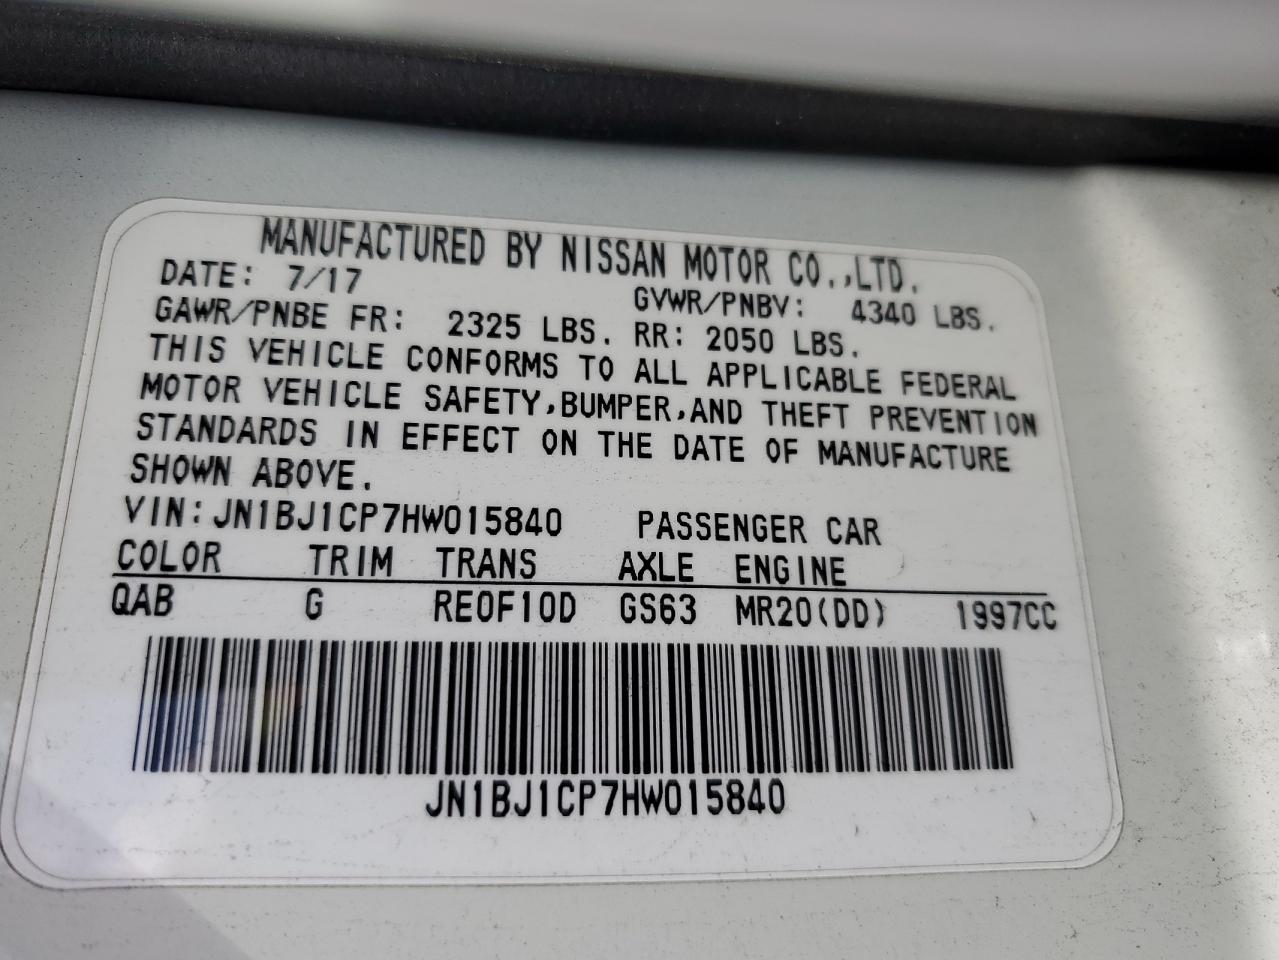 MANUFACTURED BY NISSAN MOTOR CO.,LTD.
DATE: 7/17 GVWR/PNBV: 4340 LBS.
GAWR/PNBE FR: 2325 LBS. RR: 2050 LBS.
THIS VEHICLE CONFORMS TO ALL APPLICABLE FEDERAL
MOTOR VEHICLE SAFETY,BUMPER,AND THEFT PREVENTION
STANDARDS IN EFFECT ON THE DATE OF MANUFACTURE
SHOWN ABOVE.
VIN:JN1BJ1CP7HW015840 PASSENGER CAR
COLOR TRIM TRANS AXLE ENGINE
QAB G RE0F10D GS63 MR20(DD) 1997CC
JN1BJ1CP7HW015840